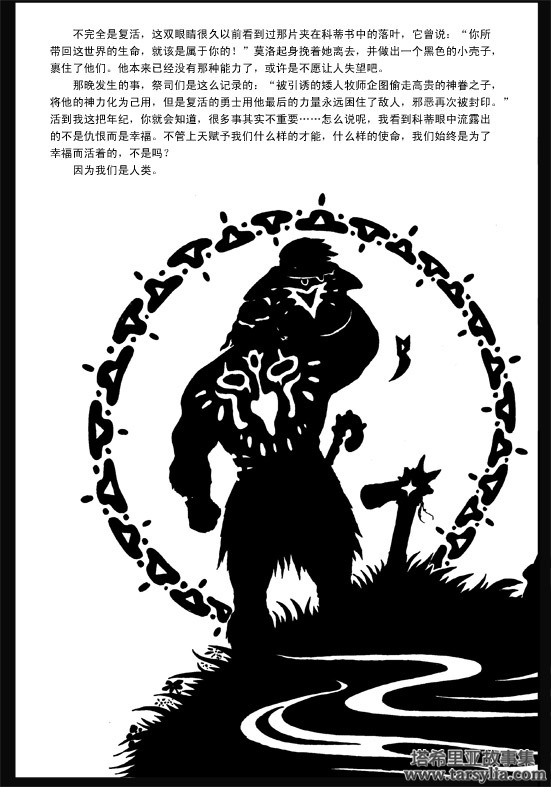 不完全是复活，这双眼睛很久以前看到过那片夹在科蒂书中的落叶，它曾说：“你所
带回这世界的生命，就该是属于你的！”莫洛起身挽着她离去，并做出一个黑色的小壳子，
裹住了他们。他本来已经没有那种能力了，或许是不愿让人失望吧。
那晚发生的事，祭司们是这么记录的：“被引诱的矮人牧师企图偷走高贵的神眷之子，
将他的神力化为己用，但是复活的勇士用他最后的力量永远困住了敌人，邪恶再次被封印。”
活到我这把年纪，你就会知道，很多事其实不重要……怎么说呢，我看到科蒂眼中流露出
的不是仇恨而是幸福。不管上天赋予我们什么样的才能，什么样的使命，我们始终是为了
幸福而活着的，不是吗？
因为我们是人类。
塔希里亚故事集
www.tarsylia.com